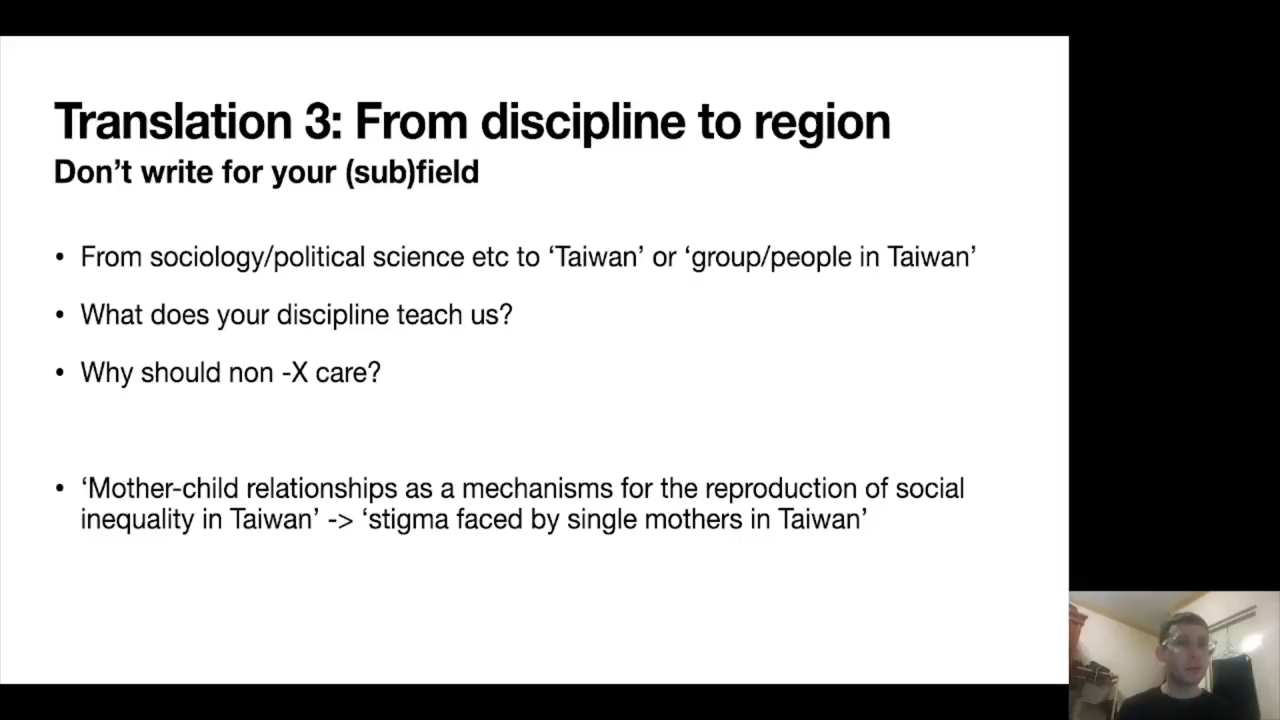 Translation 3: From discipline to region
Don’t write for your (sub)field
• From sociology/political science etc to ‘Taiwan’ or ‘group/people in Taiwan’
• What does your discipline teach us?
• Why should non -X care?
• ‘Mother-child relationships as a mechanisms for the reproduction of social
inequality in Taiwan’ -> ‘stigma faced by single mothers in Taiwan’